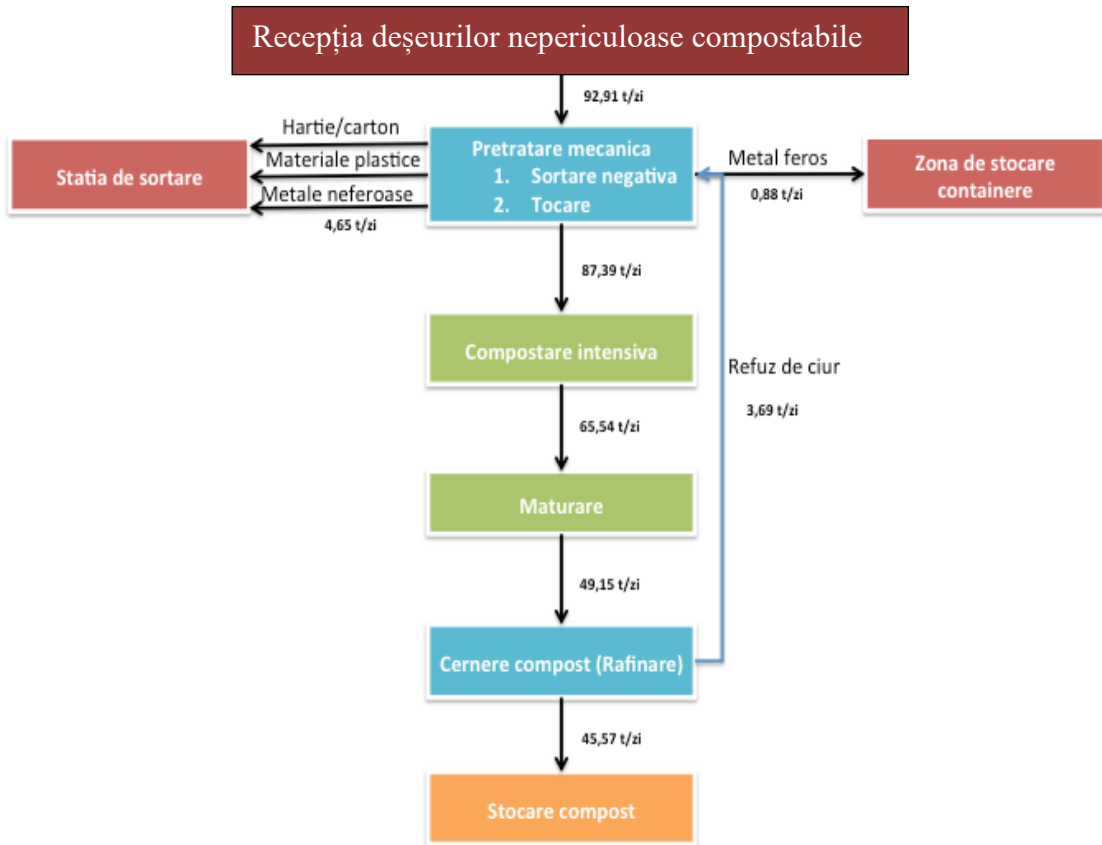 Recepția deșeurilor nepericuloase compostabile
92,91 t/zi
Hartie/carton
Materiale plastice
Metale neferoase
4,65 t/zi
Statia de sortare
Pretratare mecanica
1. Sortare negativa
2. Tocare
Metal feros
0,88 t/zi
Zona de stocare
containere
87,39 t/zi
Compostare intensiva
Refuz de ciur
3,69 t/zi
65,54 t/zi
Maturare
49,15 t/zi
Cernere compost (Rafinare)
45,57 t/zi
Stocare compost